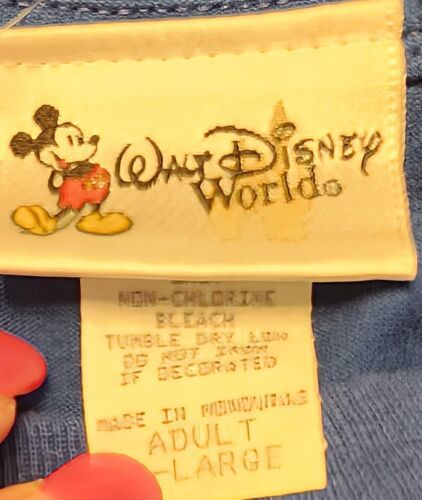 WALT DISNEY
World®
NON-CHLORINE
BLEACH
TUMBLE DRY LOW
DO NOT IRON
IF DECORATED
MADE IN
ADULT
-LARGE